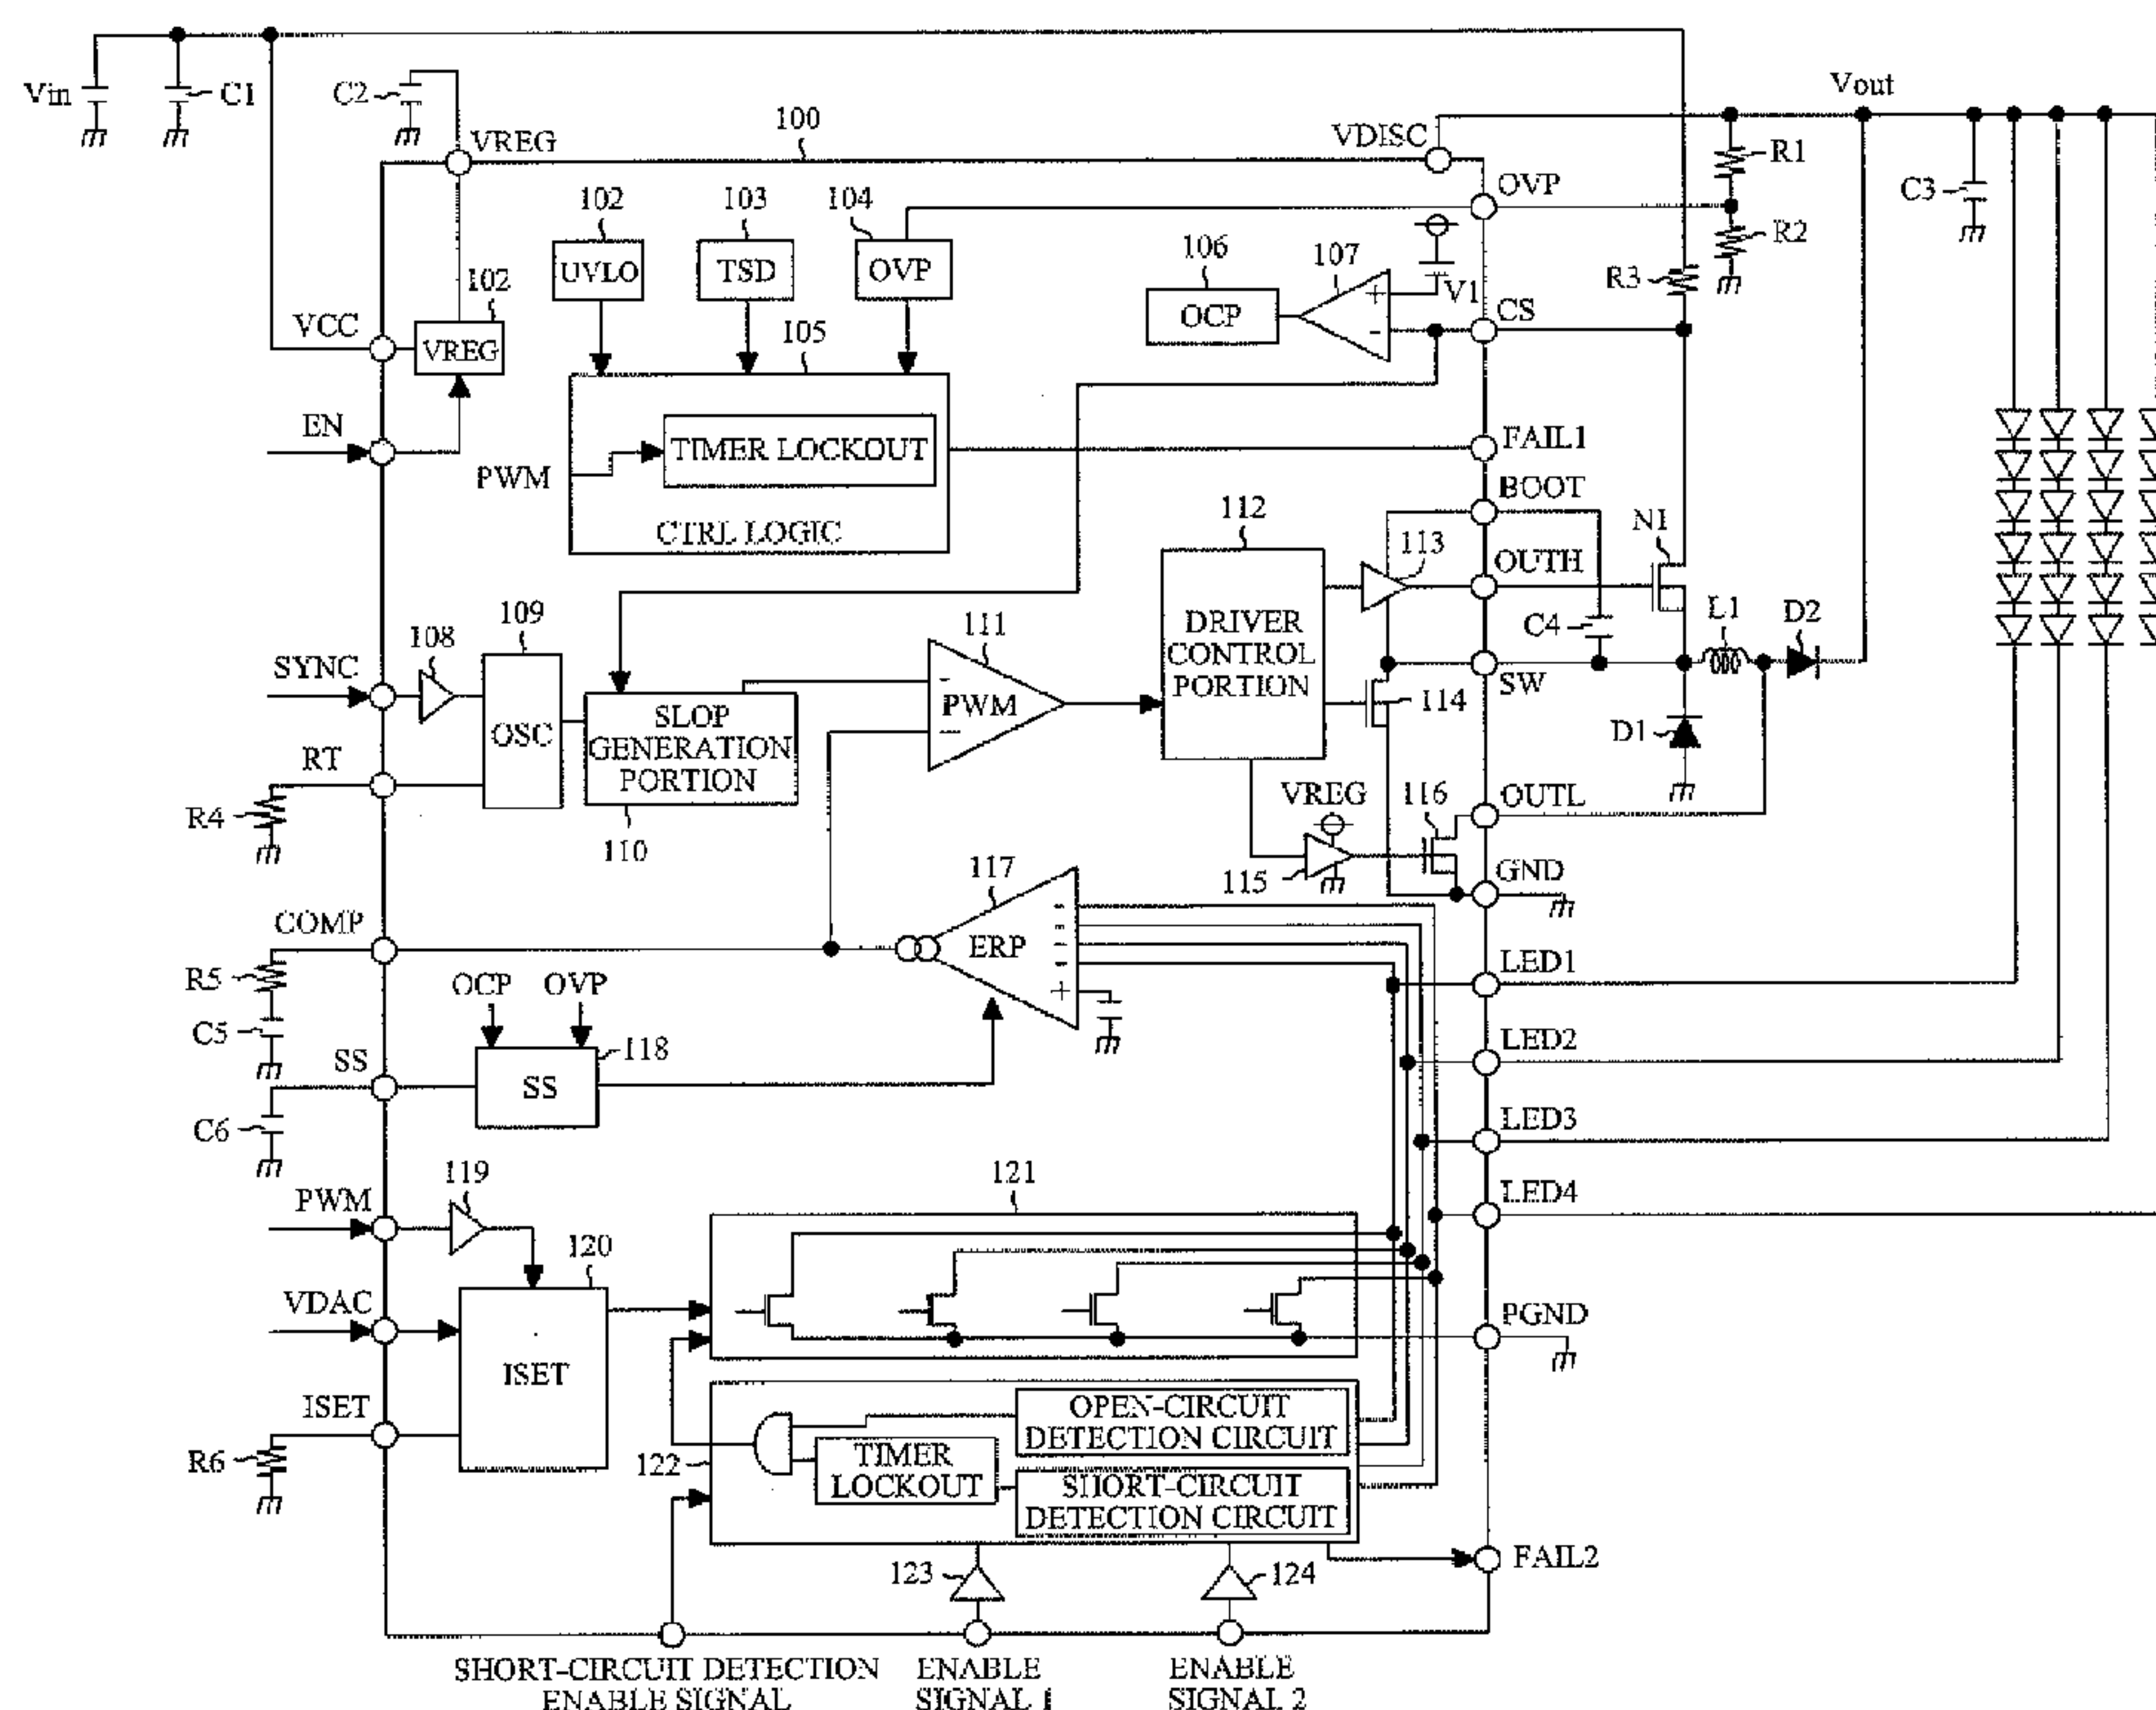 Vin
C1
C2
VREG
100
VDISC
Vout
R1
OVP
R2
C3
102
103
104
UVLO
TSD
OVP
106
107
V1
R3
OCP
+
-
CS
102
VCC
VREG
105
EN
PWM
TIMER LOCKOUT
CTRL LOGIC
FAIL1
BOOT
112
113
N1
OUTH
109
108
111
DRIVER
CONTROL
PORTION
C4
L1
D2
SYNC
SW
114
OSC
SLOP
GENERATION
PORTION
-
PWM
-
D1
RT
R4
110
VREG
116
OUTL
115
GND
117
COMP
R5
ERP
-
-
-
-
+
LED1
OCP
OVP
C5
SS
118
SS
LED2
C6
LED3
119
121
PWM
LED4
120
VDAC
PGND
ISET
ISET
R6
122
OPEN-CIRCUIT
DETECTION CIRCUIT
TIMER
LOCKOUT
SHORT-CIRCUIT
DETECTION CIRCUIT
123
124
FAIL2
SHORT-CIRCUIT DETECTION
ENABLE SIGNAL
ENABLE
SIGNAL 1
ENABLE
SIGNAL 2